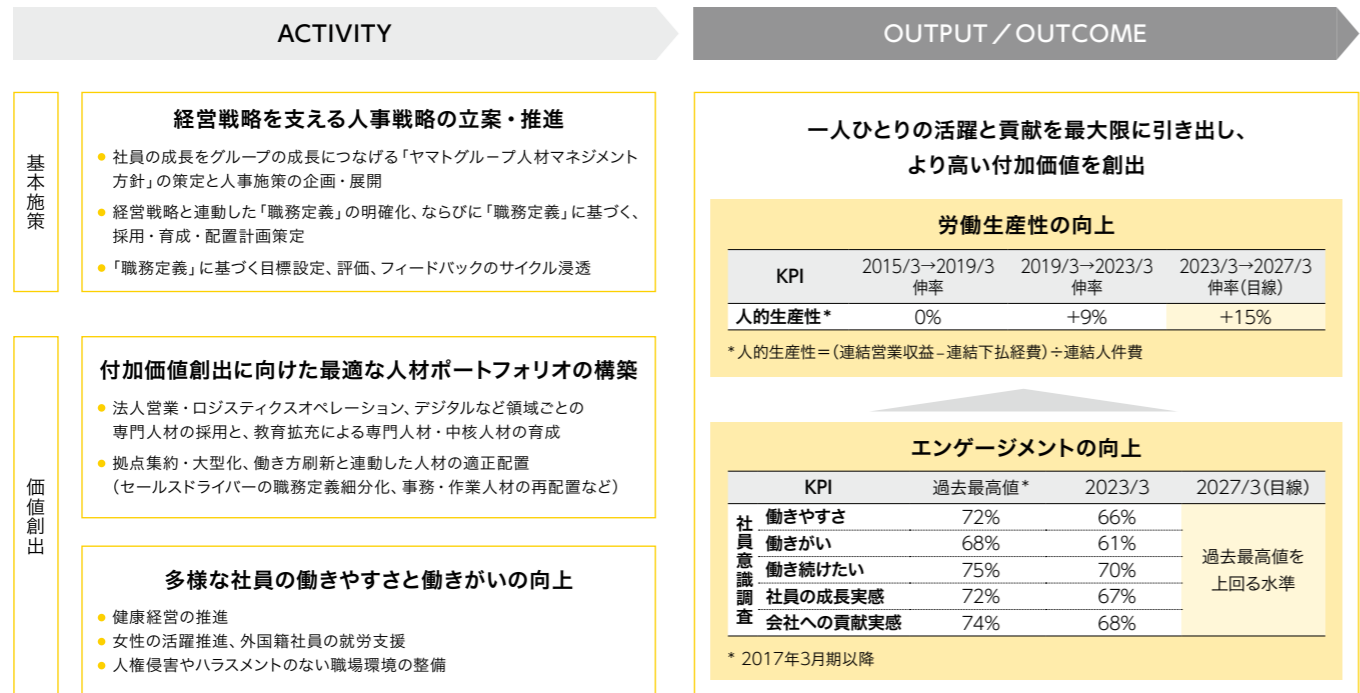 ACTIVITY
OUTPUT／OUTCOME
基本施策
経営戦略を支える人事戦略の立案・推進
● 社員の成長をグループの成長につなげる「ヤマトグループ人材マネジメント
方針」の策定と人事施策の企画・展開
● 経営戦略と連動した「職務定義」の明確化、ならびに「職務定義」に基づく、
採用・育成・配置計画策定
● 「職務定義」に基づく目標設定、評価、フィードバックのサイクル浸透
価値創出
付加価値創出に向けた最適な人材ポートフォリオの構築
● 法人営業・ロジスティクスオペレーション、デジタルなど領域ごとの
専門人材の採用と、教育拡充による専門人材・中核人材の育成
● 拠点集約・大型化、働き方刷新と連動した人材の適正配置
（セールスドライバーの職務定義細分化、事務・作業人材の再配置など）
多様な社員の働きやすさと働きがいの向上
● 健康経営の推進
● 女性の活躍推進、外国籍社員の就労支援
● 人権侵害やハラスメントのない職場環境の整備
一人ひとりの活躍と貢献を最大限に引き出し、
より高い付加価値を創出
労働生産性の向上
KPI 2015/3→2019/3 2019/3→2023/3 2023/3→2027/3
伸率 伸率 伸率（目線）
人的生産性* 0% +9% +15%
*人的生産性＝（連結営業収益−連結下払経費）÷連結人件費
エンゲージメントの向上
KPI 過去最高値* 2023/3 2027/3（目線）
社員意識調査
働きやすさ 72% 66%
働きがい 68% 61%
働き続けたい 75% 70%
社員の成長実感 72% 67%
会社への貢献実感 74% 68%
過去最高値を
上回る水準
* 2017年3月期以降